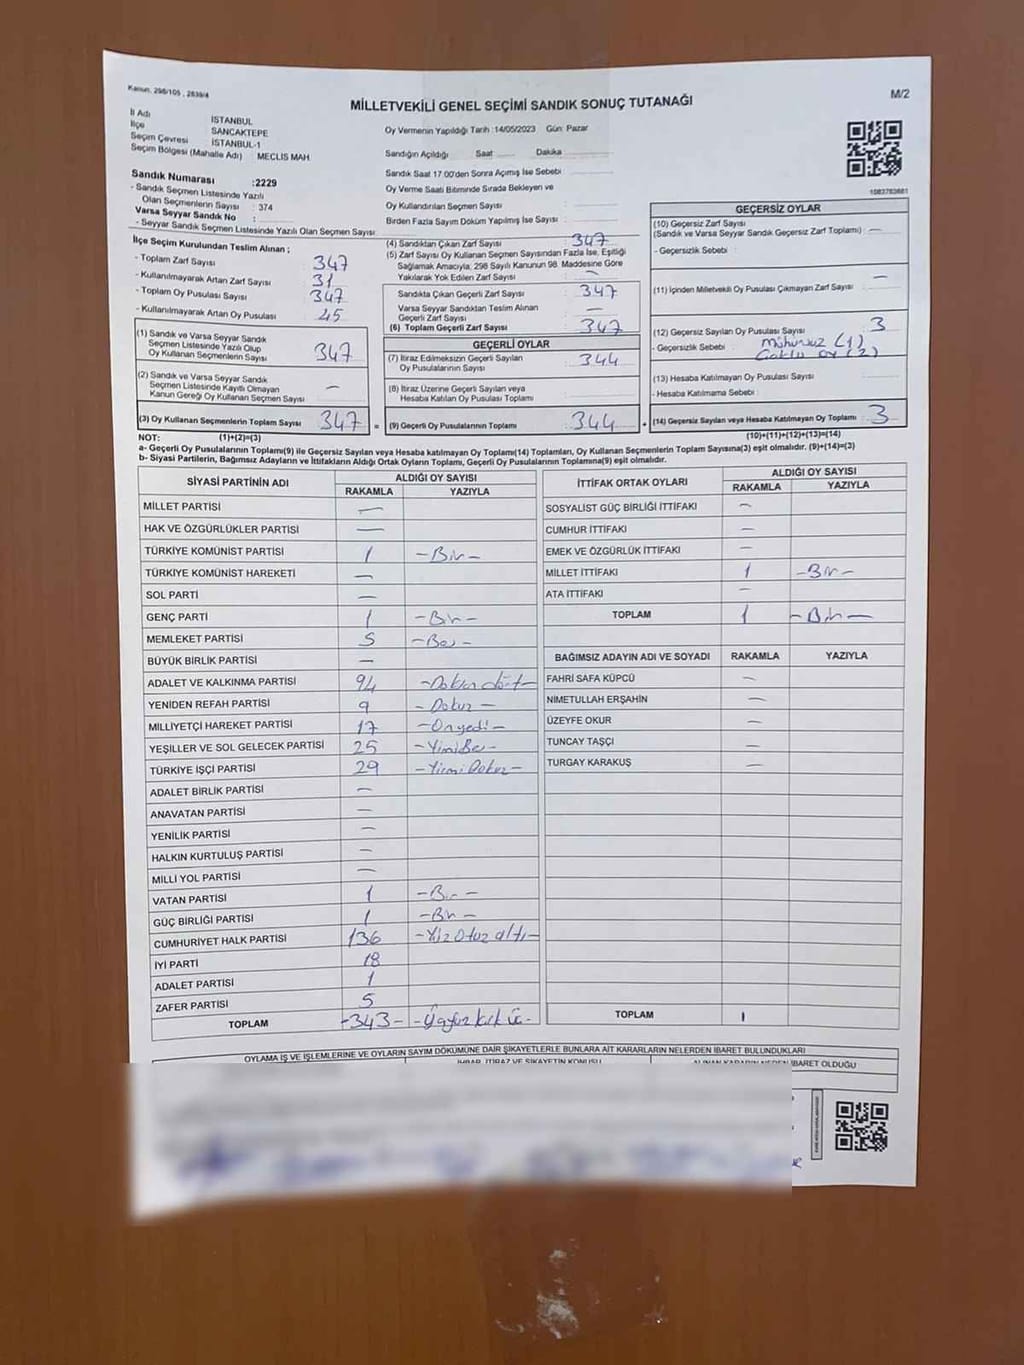 Kanun. 298/105 , 2839/4
MİLLETVEKİLİ GENEL SEÇİMİ SANDIK SONUÇ TUTANAĞI
M/2
İl Adı İSTANBUL
İlçe SANCAKTEPE
Seçim Çevresi İSTANBUL-1
Seçim Bölgesi (Mahalle Adı) MECLIS MAH
Sandık Numarası :2229
- Sandık Seçmen Listesinde Yazılı
Olan Seçmenlerin Sayısı : 374
Varsa Seyyar Sandık No :
- Seyyar Sandık Seçmen Listesinde Yazılı Olan Seçmen Sayısı:
Oy Vermenin Yapıldığı Tarih :14/05/2023 Gün: Pazar
Sandığın Açıldığı Saat: Dakika
Sandık Saat 17:00'den Sonra Açımış İse Sebebi
Oy Verme Saati Bitiminde Sırada Bekleyen ve
Oy Kullandırılan Seçmen Sayısı
Birden Fazla Sayım Döküm Yapılmış İse Sayısı :
1083783681
İlçe Seçim Kurulundan Teslim Alınan ;
- Toplam Zarf Sayısı 347
- Kullanılmayarak Artan Zarf Sayısı 31
- Toplam Oy Pusulası Sayısı 347
- Kullanılmayarak Artan Oy Pusulası 45
(1) Sandık ve Varsa Seyyar Sandık
Seçmen Listesinde Yazılı Olup
Oy Kullanan Seçmenlerin Sayısı 347
(2) Sandık ve Varsa Seyyar Sandık
Seçmen Listesinde Kayıtlı Olmayan
Kanun Gereği Oy Kullanan Seçmen Sayısı —
(3) Oy Kullanan Seçmenlerin Toplam Sayısı 347
(1)+(2)=(3)
(4) Sandıktan Çıkan Zarf Sayısı : 347
(5) Zarf Sayısı Oy Kullanan Seçmen Sayısından Fazla İse, Eşitliği
Sağlamak Amacıyla, 298 Sayılı Kanunun 98. Maddesine Göre
Yakılarak Yok Edilen Zarf Sayısı : —
Sandıkta Çıkan Geçerli Zarf Sayısı : 347
Varsa Seyyar Sandıktan Teslim Alınan
Geçerli Zarf Sayısı : —
(6) Toplam Geçerli Zarf Sayısı : 347
GEÇERLİ OYLAR
(7) İtiraz Edilmeksizin Geçerli Sayılan
Oy Pusulalarının Sayısı : 344
(8) İtiraz Üzerine Geçerli Sayılan veya
Hesaba Katılan Oy Pusulası Toplamı
= (9) Geçerli Oy Pusulalarının Toplamı : 344
GEÇERSİZ OYLAR
(10) Geçersiz Zarf Sayısı
(Sandık ve Varsa Seyyar Sandık Geçersiz Zarf Toplamı) : —
- Geçersizlik Sebebi :
(11) İçinden Milletvekili Oy Pusulası Çıkmayan Zarf Sayısı —
(12) Geçersiz Sayılan Oy Pusulası Sayısı : 3
- Geçersizlik Sebebi : Mühürsüz (1)
Çoklu oy (2)
(13) Hesaba Katılmayan Oy Pusulası Sayısı
- Hesaba Katılmama Sebebi
+ (14) Geçersiz Sayılan veya Hesaba Katılmayan Oy Toplamı : 3
(10)+(11)+(12)+(13)=(14)
NOT:
a- Geçerli Oy Pusulalarının Toplamı(9) ile Geçersiz Sayılan veya Hesaba Katılmayan Oy Toplamı(14) Toplamları, Oy Kullanan Seçmenlerin Toplam Sayısına(3) eşit olmalıdır. (9)+(14)=(3)
b- Siyasi Partilerin, Bağımsız Adayların ve İttifakların Aldığı Ortak Oyların Toplamı, Geçerli Oy Pusulalarının Toplamına(9) eşit olmalıdır.
SİYASİ PARTİNİN ADI ALDIĞI OY SAYISI
RAKAMLA YAZIYLA
MİLLET PARTİSİ —
HAK VE ÖZGÜRLÜKLER PARTİSİ —
TÜRKİYE KOMÜNİST PARTİSİ 1 -Bir-
TÜRKİYE KOMÜNİST HAREKETİ —
SOL PARTİ —
GENÇ PARTİ 1 -Bir-
MEMLEKET PARTİSİ 5 -Beş-
BÜYÜK BİRLİK PARTİSİ —
ADALET VE KALKINMA PARTİSİ 94 -Doksan dört-
YENİDEN REFAH PARTİSİ 9 -Dokuz-
MİLLİYETÇİ HAREKET PARTİSİ 17 -Onyedi-
YEŞİLLER VE SOL GELECEK PARTİSİ 25 -YirmiBeş-
TÜRKİYE İŞÇİ PARTİSİ 29 -Yirmi Dokuz-
ADALET BİRLİK PARTİSİ —
ANAVATAN PARTİSİ —
YENİLİK PARTİSİ —
HALKIN KURTULUŞ PARTİSİ —
MİLLİ YOL PARTİSİ —
VATAN PARTİSİ 1 -Bir-
GÜÇ BİRLİĞİ PARTİSİ 1 -Bir-
CUMHURİYET HALK PARTİSİ 136 -Yüz Otuz altı-
İYİ PARTİ 18
ADALET PARTİSİ 1
ZAFER PARTİSİ 5
TOPLAM -343- -Üçyüz kırk üç-
İTTİFAK ORTAK OYLARI ALDIĞI OY SAYISI
RAKAMLA YAZIYLA
SOSYALİST GÜÇ BİRLİĞİ İTTİFAKI —
CUMHUR İTTİFAKI —
EMEK VE ÖZGÜRLÜK İTTİFAKI —
MİLLET İTTİFAKI 1 -Bir-
ATA İTTİFAKI —
TOPLAM 1 -Bir-
BAĞIMSIZ ADAYIN ADI VE SOYADI RAKAMLA YAZIYLA
FAHRİ SAFA KÜPCÜ —
NİMETULLAH ERŞAHİN —
ÜZEYFE OKUR —
TUNCAY TAŞÇI —
TURGAY KARAKUŞ —
TOPLAM 1
OYLAMA İŞ VE İŞLEMLERİNE VE OYLARIN SAYIM DÖKÜMÜNE DAİR ŞİKAYETLERLE BUNLARA AİT KARARLARIN NELERDEN İBARET BULUNDUKLARI
İHBAR, İTİRAZ VE ŞİKAYETİN KONUSU ALINAN KARARIN NEDEN İBARET OLDUĞU